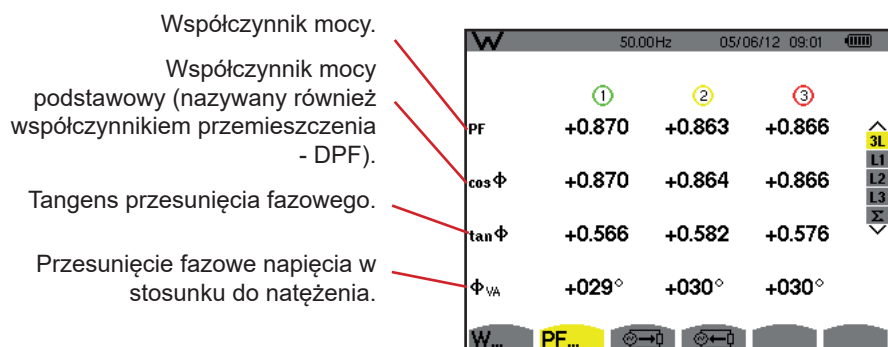 Współczynnik mocy.
Współczynnik mocy
podstawowy (nazywany również
współczynnikiem przemieszczenia
- DPF).
Tangens przesunięcia fazowego.
Przesunięcie fazowe napięcia w
stosunku do natężenia.
W 50.00Hz 05/06/12 09:01
1 2 3
PF +0.870 +0.863 +0.866
cos Φ +0.870 +0.864 +0.866
tan Φ +0.566 +0.582 +0.576
Φ VA +029° +030° +030°
3L
L1
L2
L3
Σ
W... PF...